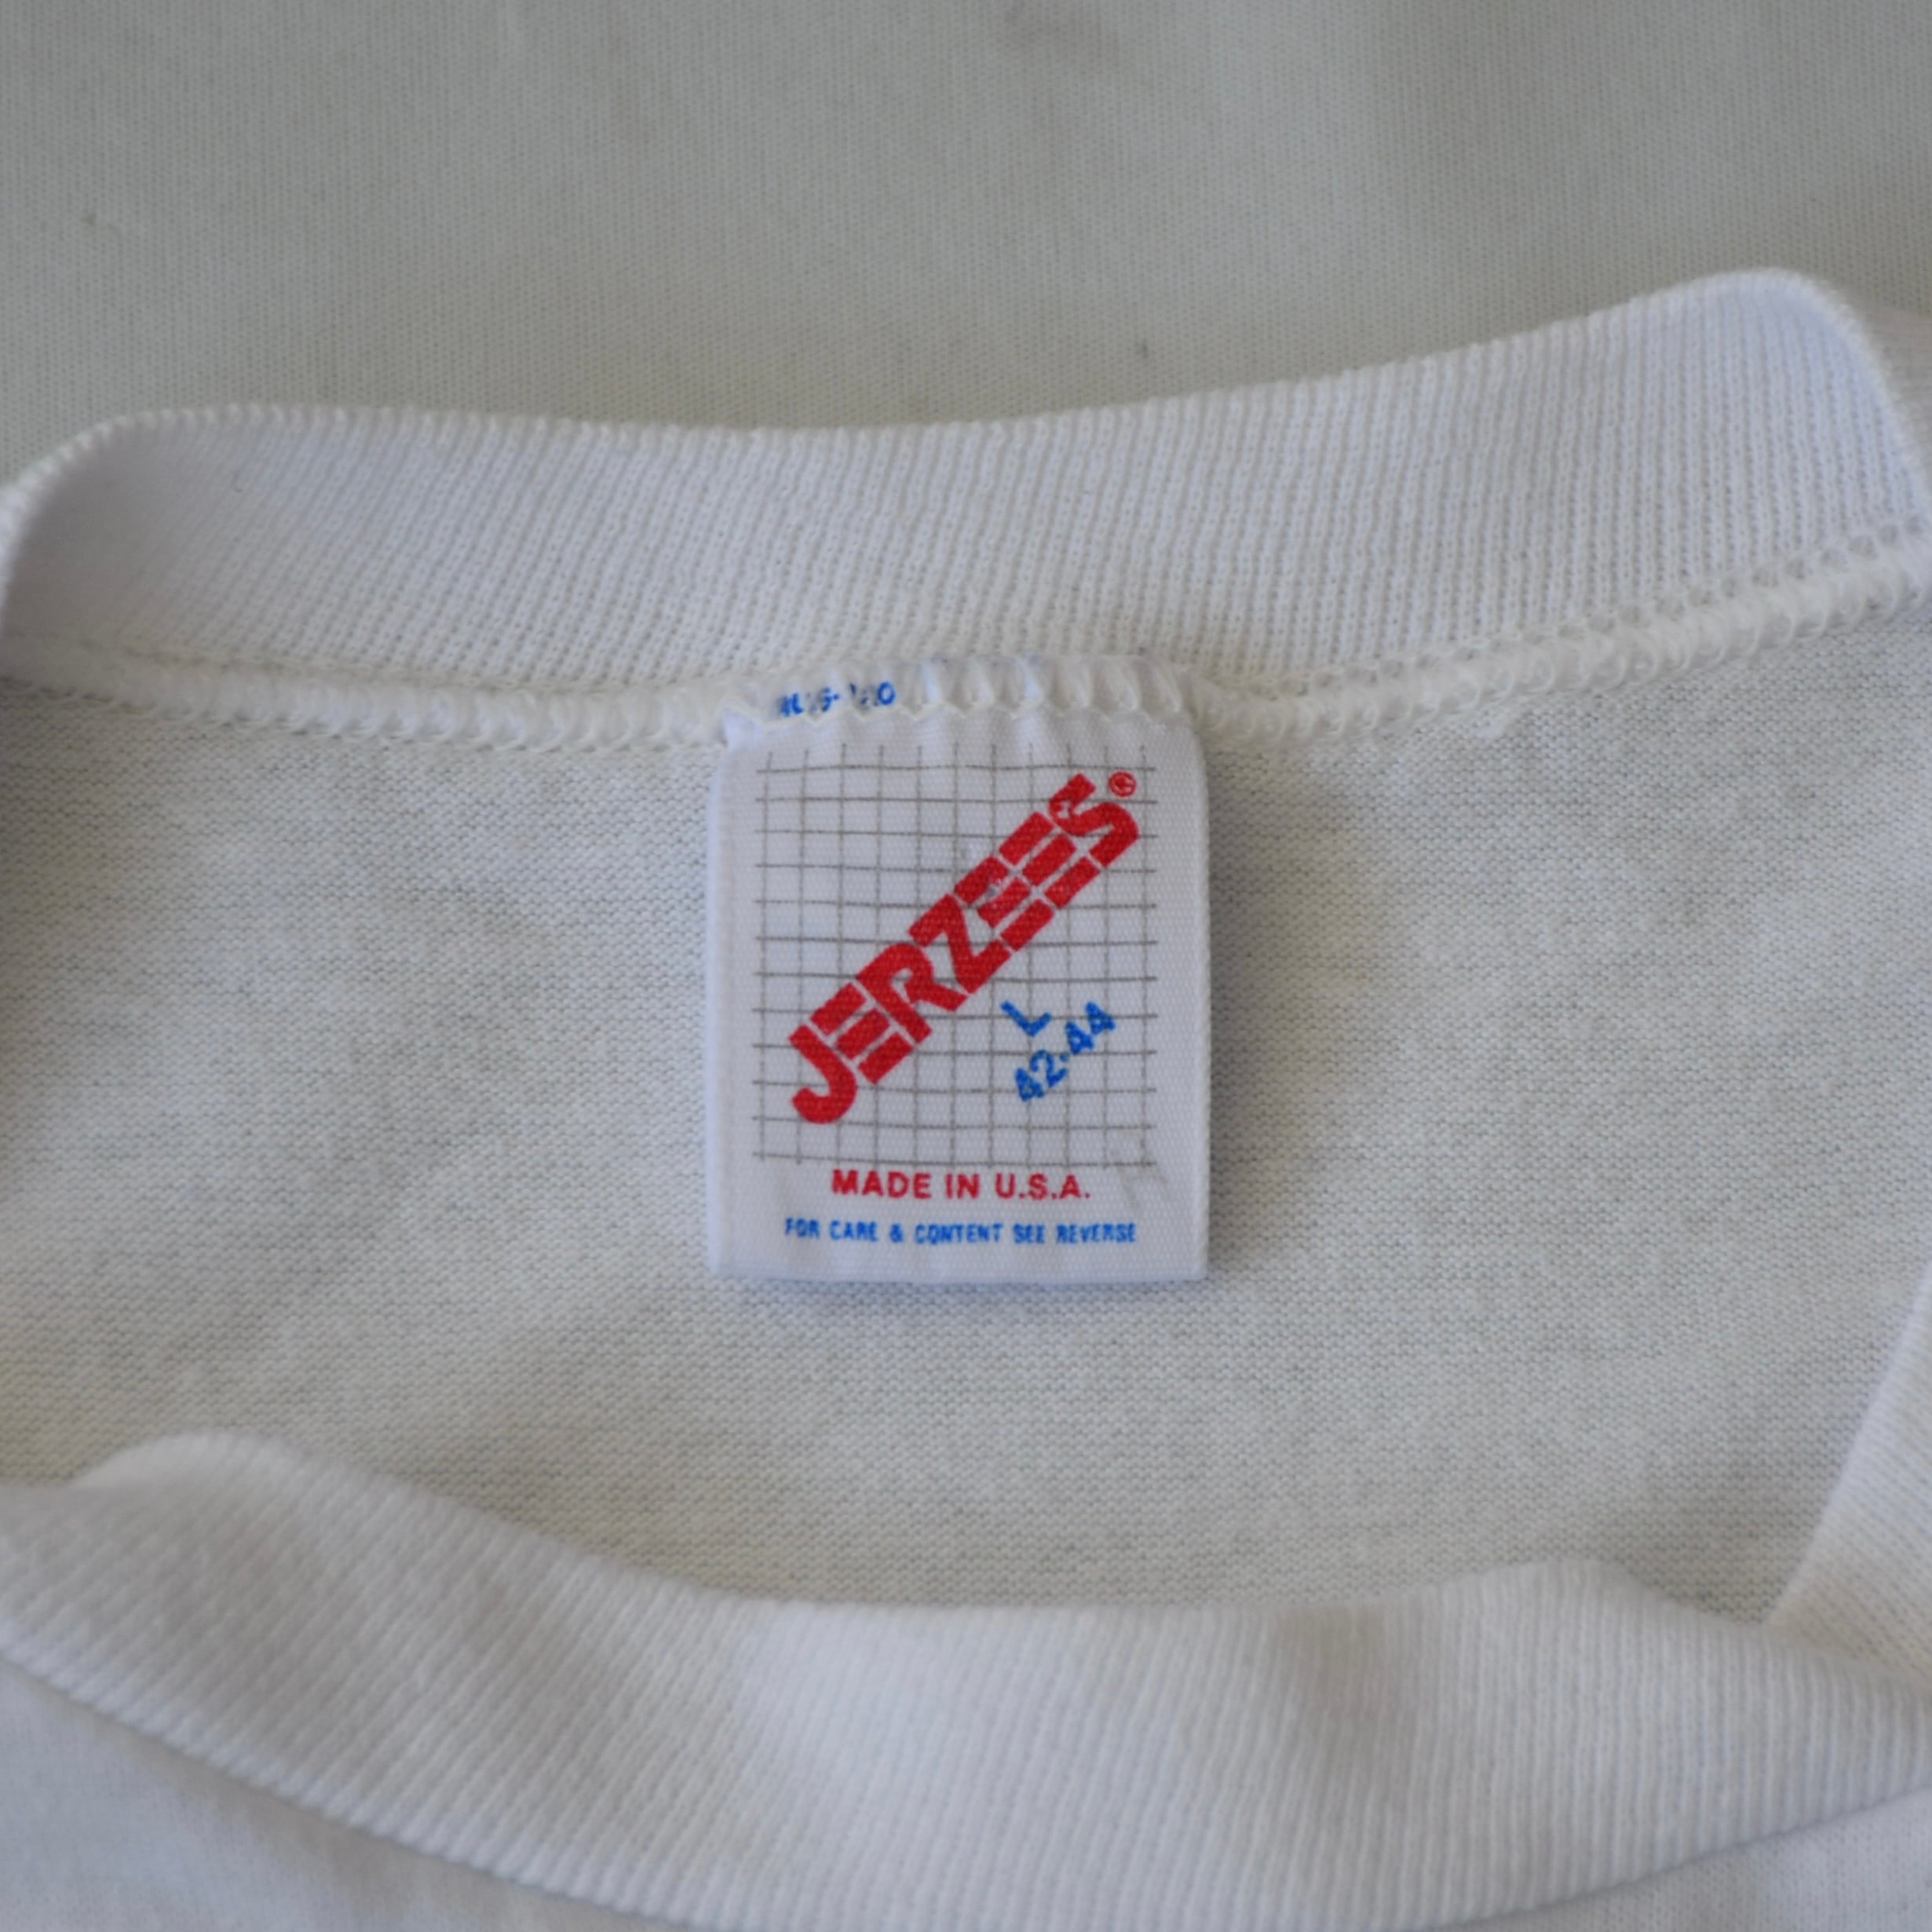 JERZEES®
L
42-44
MADE IN U.S.A.
FOR CARE & CONTENT SEE REVERSE